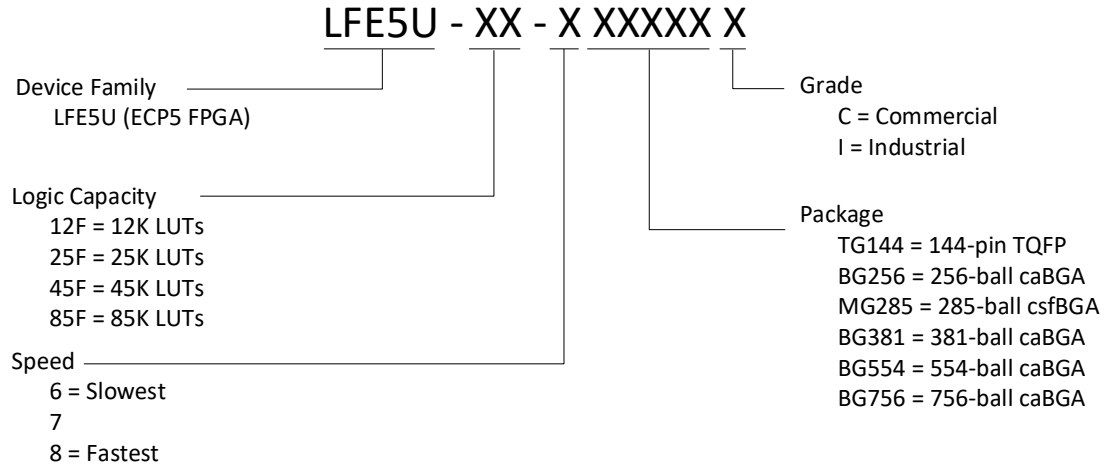 LFE5U - XX - X XXXXX X
Device Family
LFE5U (ECP5 FPGA)
Logic Capacity
12F = 12K LUTs
25F = 25K LUTs
45F = 45K LUTs
85F = 85K LUTs
Speed
6 = Slowest
7
8 = Fastest
Grade
C = Commercial
I = Industrial
Package
TG144 = 144-pin TQFP
BG256 = 256-ball caBGA
MG285 = 285-ball csfBGA
BG381 = 381-ball caBGA
BG554 = 554-ball caBGA
BG756 = 756-ball caBGA